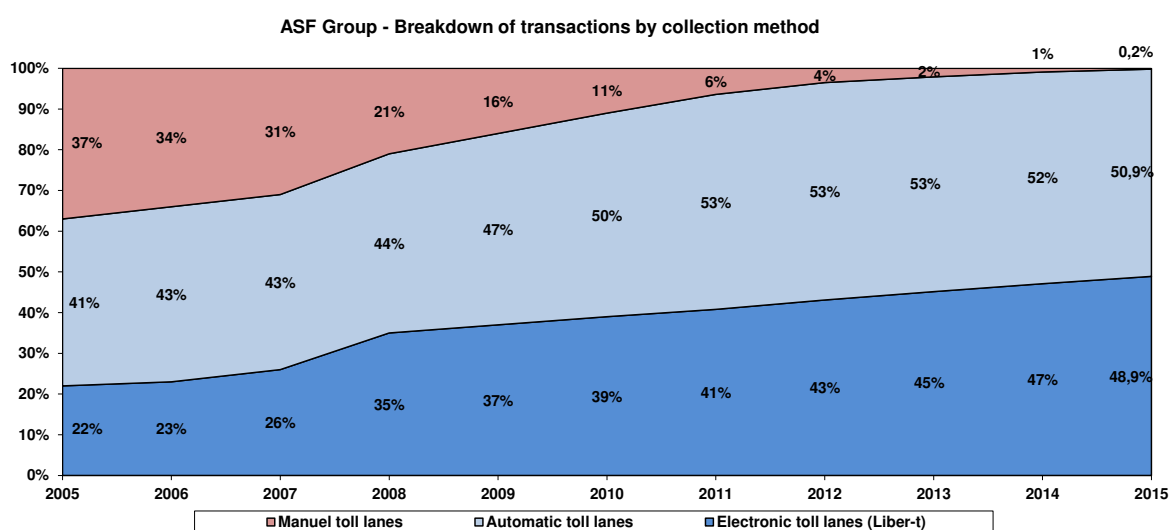 ASF Group - Breakdown of transactions by collection method
1% 0,2%
100%
90%
80%
70%
60%
50%
40%
30%
20%
10%
0%
37% 34% 31% 21% 16% 11% 6% 4% 2%
41% 43% 43% 44% 47% 50% 53% 53% 53% 52% 50,9%
22% 23% 26% 35% 37% 39% 41% 43% 45% 47% 48,9%
2005 2006 2007 2008 2009 2010 2011 2012 2013 2014 2015
Manuel toll lanes Automatic toll lanes Electronic toll lanes (Liber-t)